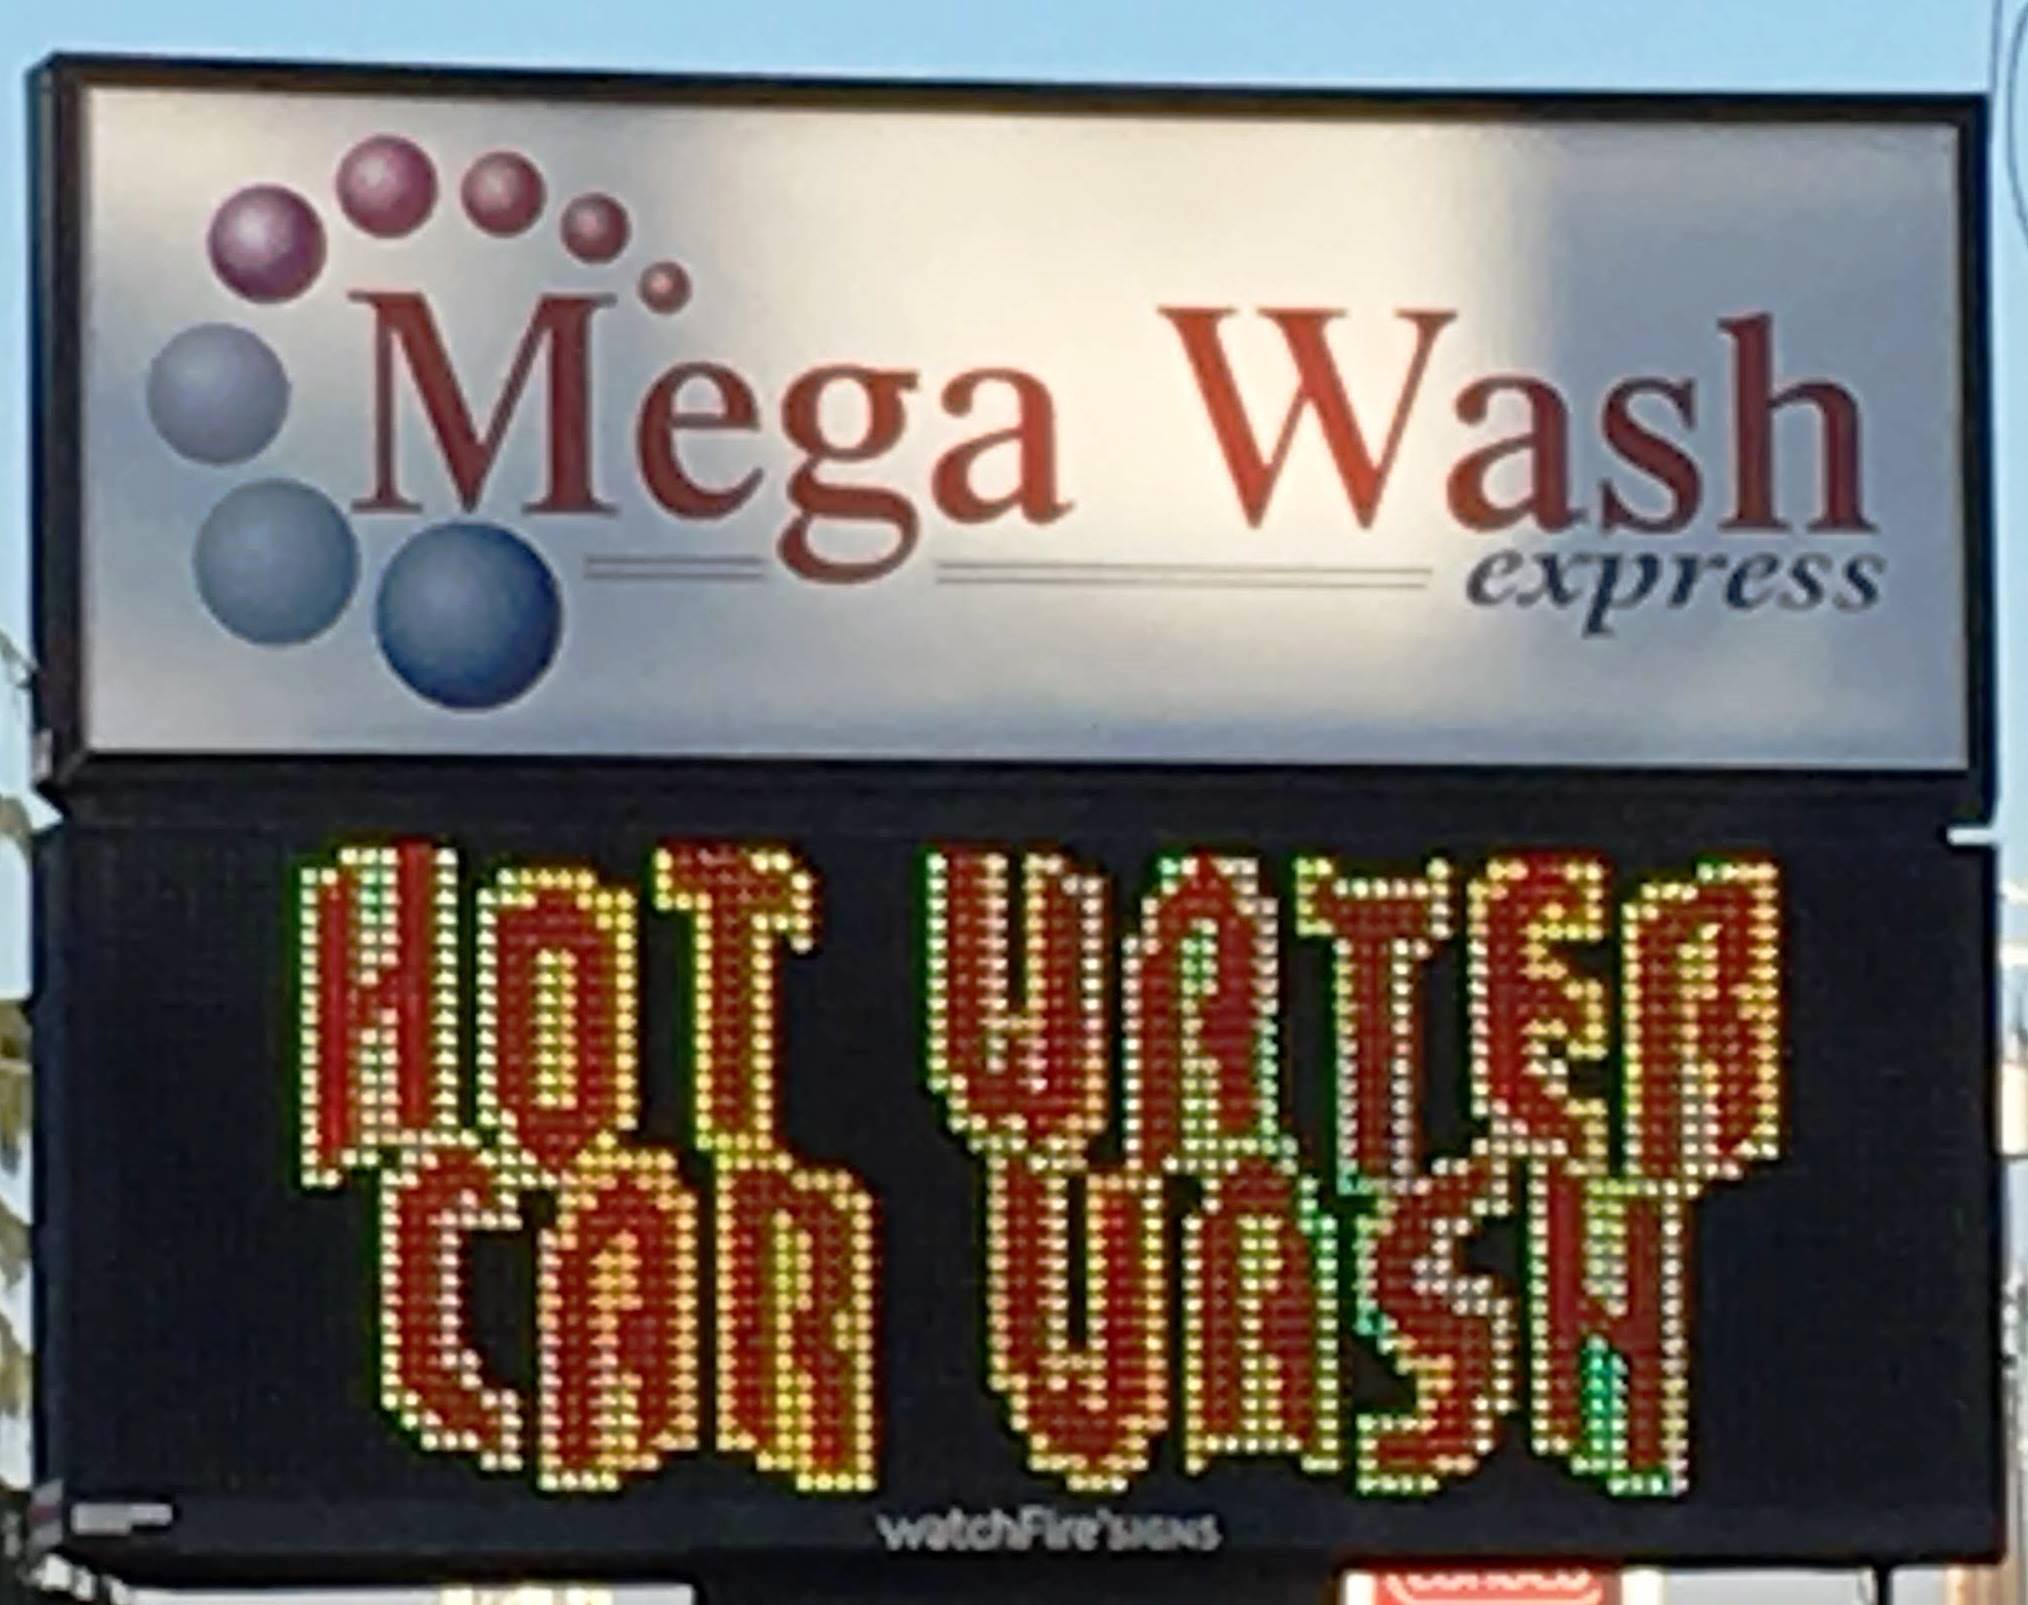 Mega Wash
express
HOT WATER
CAR WASH
watchFire SIGNS